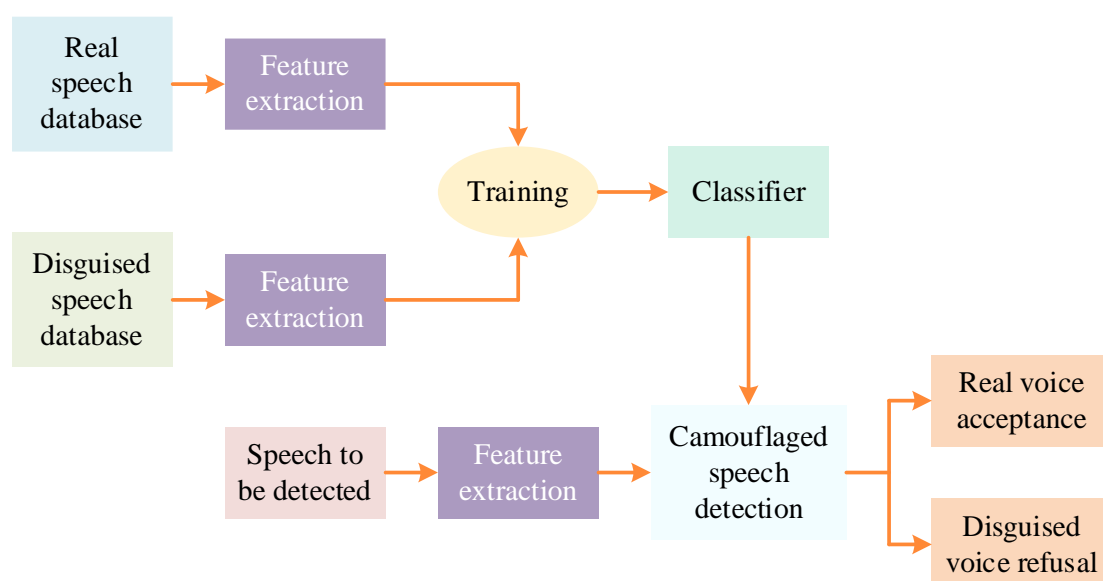 Real
speech
database
Feature
extraction
Training
Classifier
Disguised
speech
database
Feature
extraction
Speech to
be detected
Feature
extraction
Camouflaged
speech
detection
Real voice
acceptance
Disguised
voice refusal